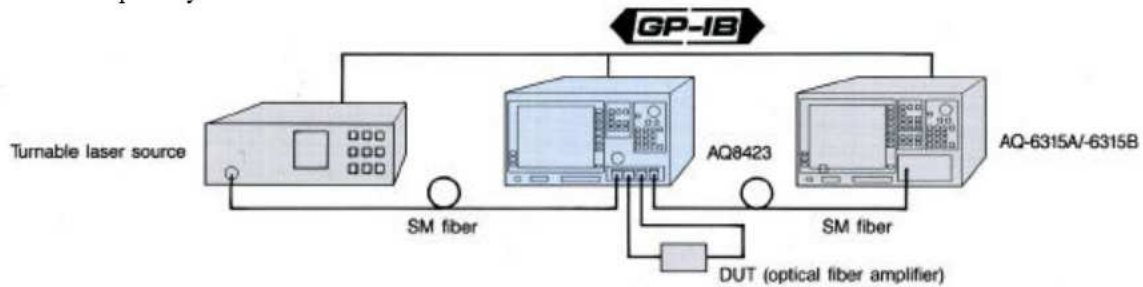 GP-IB
Turnable laser source
AQ8423
AQ-6315A/-6315B
SM fiber
SM fiber
DUT (optical fiber amplifier)